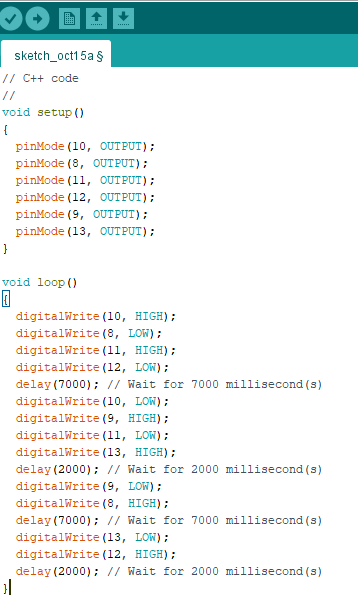 sketch_oct15a §
// C++ code
//
void setup()
{
  pinMode(10, OUTPUT);
  pinMode(8, OUTPUT);
  pinMode(11, OUTPUT);
  pinMode(12, OUTPUT);
  pinMode(9, OUTPUT);
  pinMode(13, OUTPUT);
}

void loop()
{
  digitalWrite(10, HIGH);
  digitalWrite(8, LOW);
  digitalWrite(11, HIGH);
  digitalWrite(12, LOW);
  delay(7000); // Wait for 7000 millisecond(s)
  digitalWrite(10, LOW);
  digitalWrite(9, HIGH);
  digitalWrite(11, LOW);
  digitalWrite(13, HIGH);
  delay(2000); // Wait for 2000 millisecond(s)
  digitalWrite(9, LOW);
  digitalWrite(8, HIGH);
  delay(7000); // Wait for 7000 millisecond(s)
  digitalWrite(13, LOW);
  digitalWrite(12, HIGH);
  delay(2000); // Wait for 2000 millisecond(s)
}